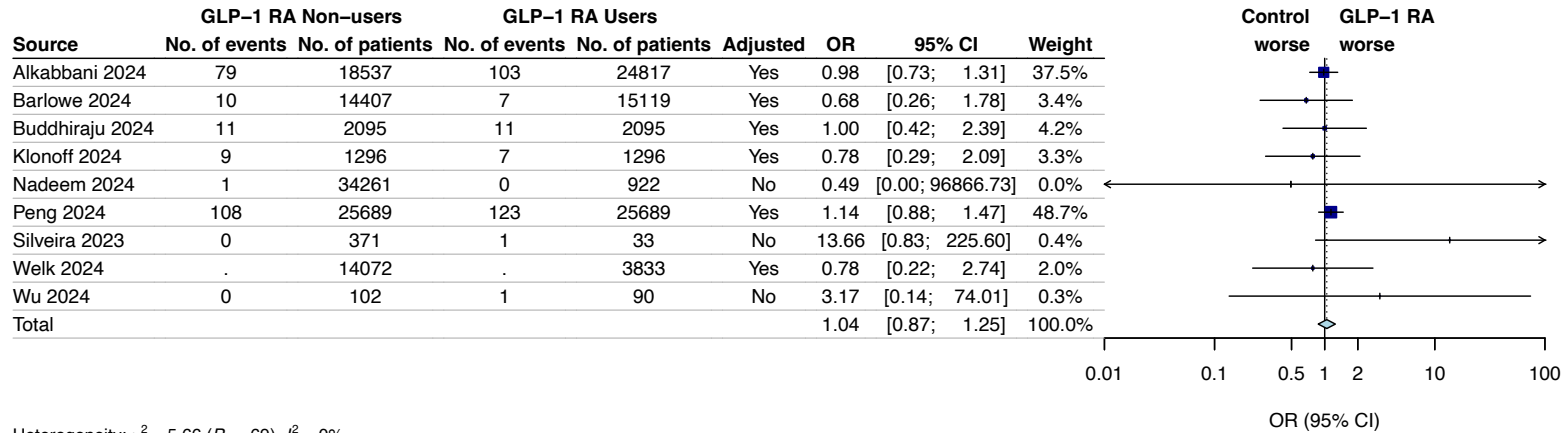 GLP−1 RA Non−users GLP−1 RA Users Control GLP−1 RA
Source No. of events No. of patients No. of events No. of patients Adjusted OR 95% CI Weight worse worse
Alkabbani 2024 79 18537 103 24817 Yes 0.98 [0.73; 1.31] 37.5%
Barlowe 2024 10 14407 7 15119 Yes 0.68 [0.26; 1.78] 3.4%
Buddhiraju 2024 11 2095 11 2095 Yes 1.00 [0.42; 2.39] 4.2%
Klonoff 2024 9 1296 7 1296 Yes 0.78 [0.29; 2.09] 3.3%
Nadeem 2024 1 34261 0 922 No 0.49 [0.00; 96866.73] 0.0%
Peng 2024 108 25689 123 25689 Yes 1.14 [0.88; 1.47] 48.7%
Silveira 2023 0 371 1 33 No 13.66 [0.83; 225.60] 0.4%
Welk 2024 . 14072 . 3833 Yes 0.78 [0.22; 2.74] 2.0%
Wu 2024 0 102 1 90 No 3.17 [0.14; 74.01] 0.3%
Total 1.04 [0.87; 1.25] 100.0%
0.01 0.1 0.5 1 2 10 100
OR (95% CI)